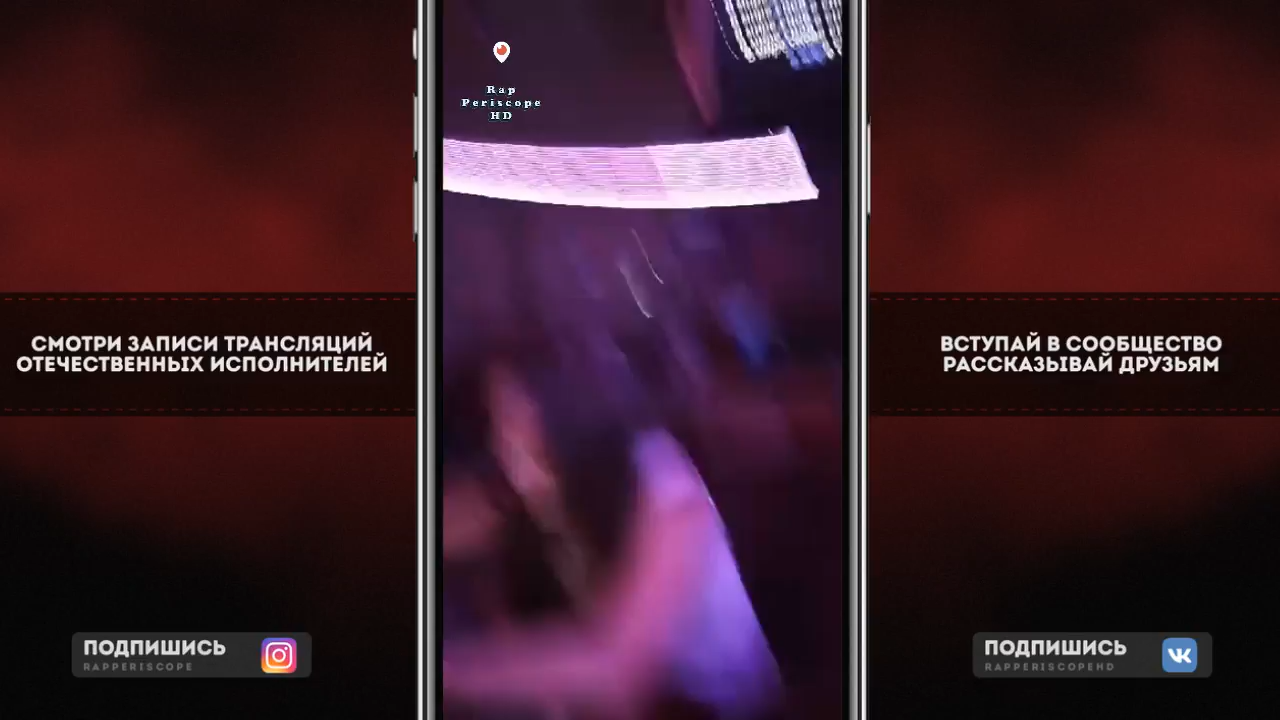 Rap
Periscope
HD
СМОТРИ ЗАПИСИ ТРАНСЛЯЦИЙ
ОТЕЧЕСТВЕННЫХ ИСПОЛНИТЕЛЕЙ
ВСТУПАЙ В СООБЩЕСТВО
РАССКАЗЫВАЙ ДРУЗЬЯМ
ПОДПИШИСЬ
RAPPERISCOPE
ПОДПИШИСЬ
RAPPERISCOPEHD